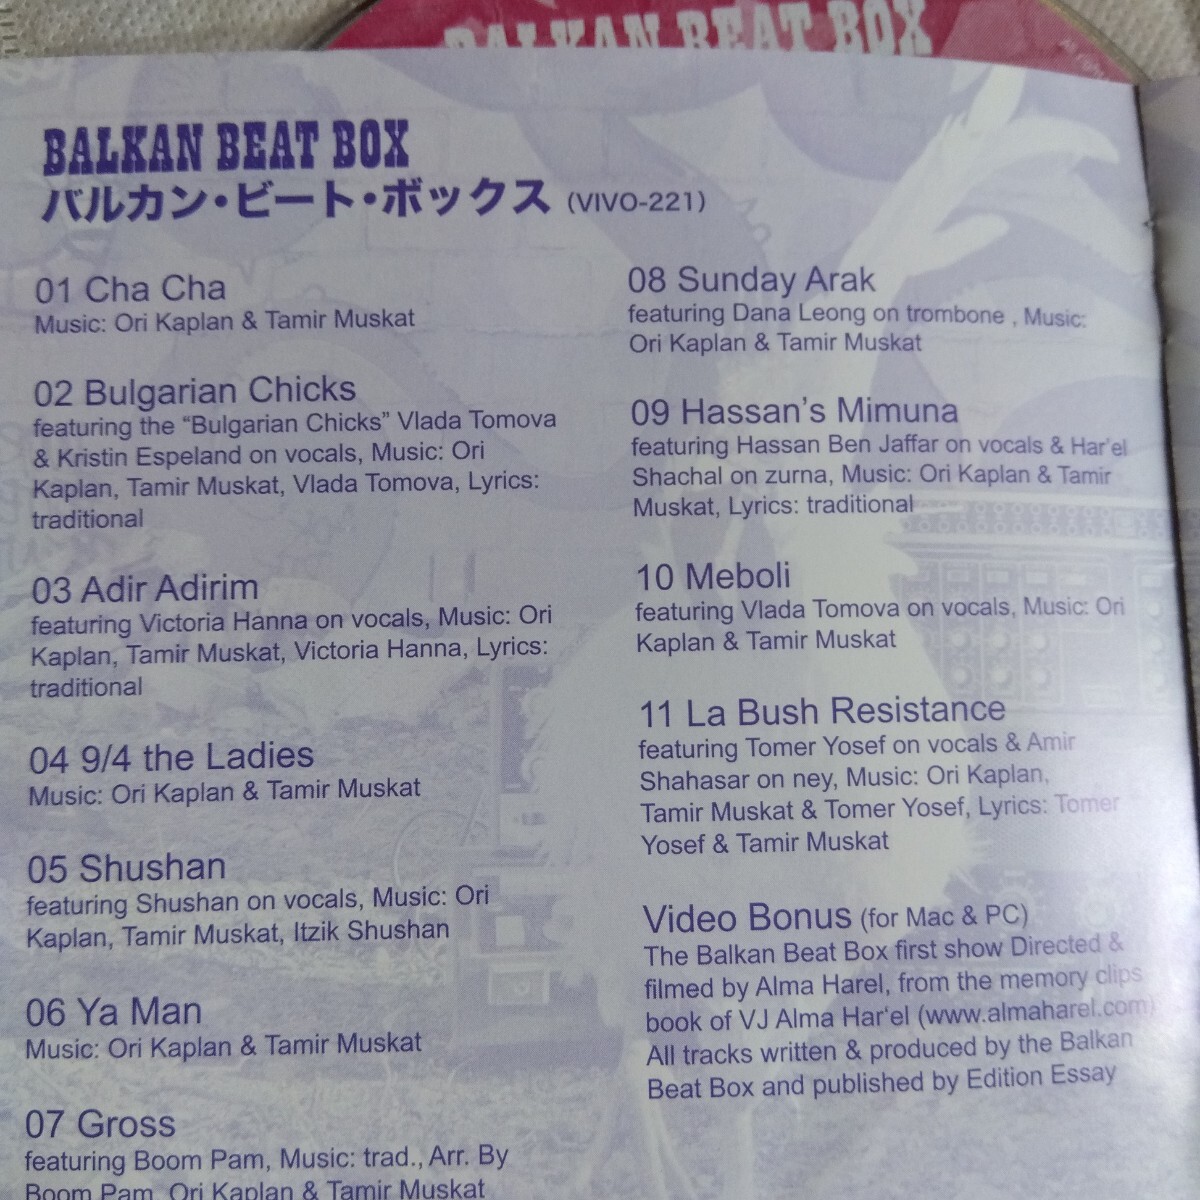 BALKAN BEAT BOX
BALKAN BEAT BOX
バルカン・ビート・ボックス (VIVO-221)
01 Cha Cha
Music: Ori Kaplan & Tamir Muskat
02 Bulgarian Chicks
featuring the “Bulgarian Chicks” Vlada Tomova
& Kristin Espeland on vocals, Music: Ori
Kaplan, Tamir Muskat, Vlada Tomova, Lyrics:
traditional
03 Adir Adirim
featuring Victoria Hanna on vocals, Music: Ori
Kaplan, Tamir Muskat, Victoria Hanna, Lyrics:
traditional
04 9/4 the Ladies
Music: Ori Kaplan & Tamir Muskat
05 Shushan
featuring Shushan on vocals, Music: Ori
Kaplan, Tamir Muskat, Itzik Shushan
06 Ya Man
Music: Ori Kaplan & Tamir Muskat
07 Gross
featuring Boom Pam, Music: trad., Arr. By
Boom Pam, Ori Kaplan & Tamir Muskat
08 Sunday Arak
featuring Dana Leong on trombone , Music:
Ori Kaplan & Tamir Muskat
09 Hassan’s Mimuna
featuring Hassan Ben Jaffar on vocals & Har’el
Shachal on zurna, Music: Ori Kaplan & Tamir
Muskat, Lyrics: traditional
10 Meboli
featuring Vlada Tomova on vocals, Music: Ori
Kaplan & Tamir Muskat
11 La Bush Resistance
featuring Tomer Yosef on vocals & Amir
Shahasar on ney, Music: Ori Kaplan,
Tamir Muskat & Tomer Yosef, Lyrics: Tomer
Yosef & Tamir Muskat
Video Bonus (for Mac & PC)
The Balkan Beat Box first show Directed &
filmed by Alma Harel, from the memory clips
book of VJ Alma Har‘el (www.almaharel.com)
All tracks written & produced by the Balkan
Beat Box and published by Edition Essay